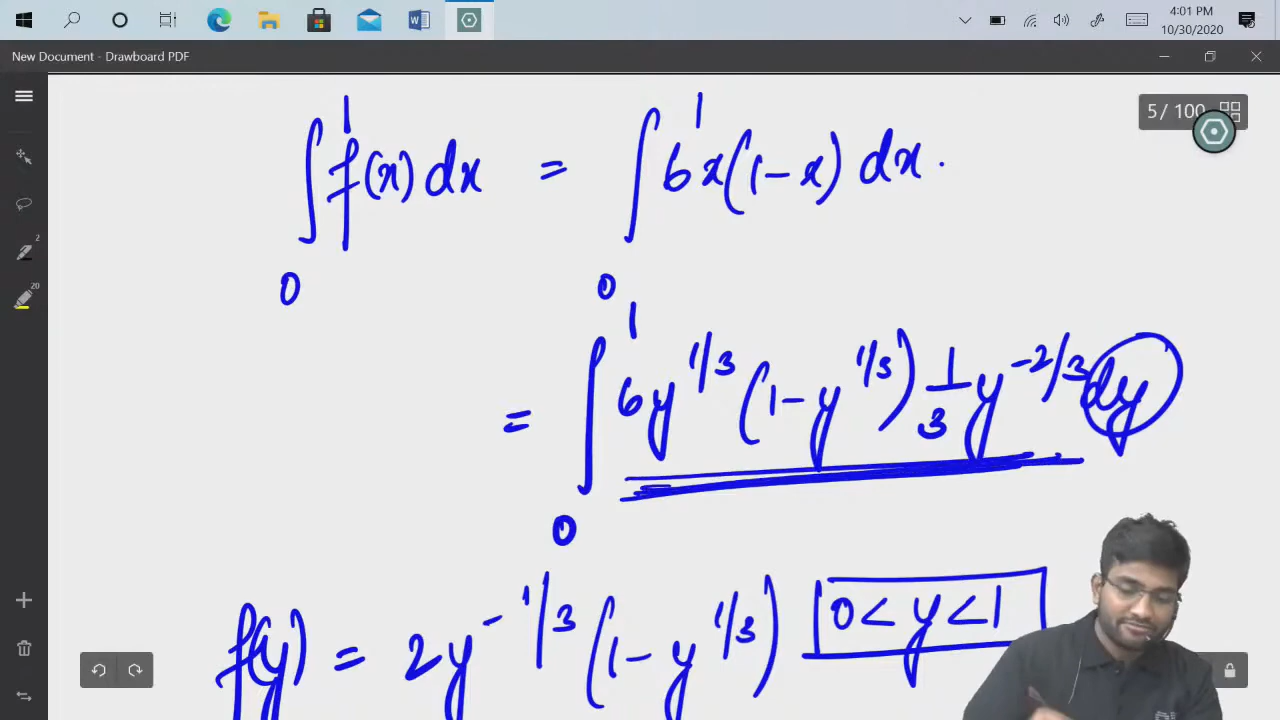 4:01 PM
10/30/2020
New Document - Drawboard PDF
5 / 100
2
20
∫₀¹ f(x) dx = ∫₀¹ 6x(1-x) dx.
= ∫₀¹ 6y^1/3 (1-y^1/3) 1/3 y^-2/3 dy
f(y) = 2y^-1/3 (1-y^1/3) 0<y<1